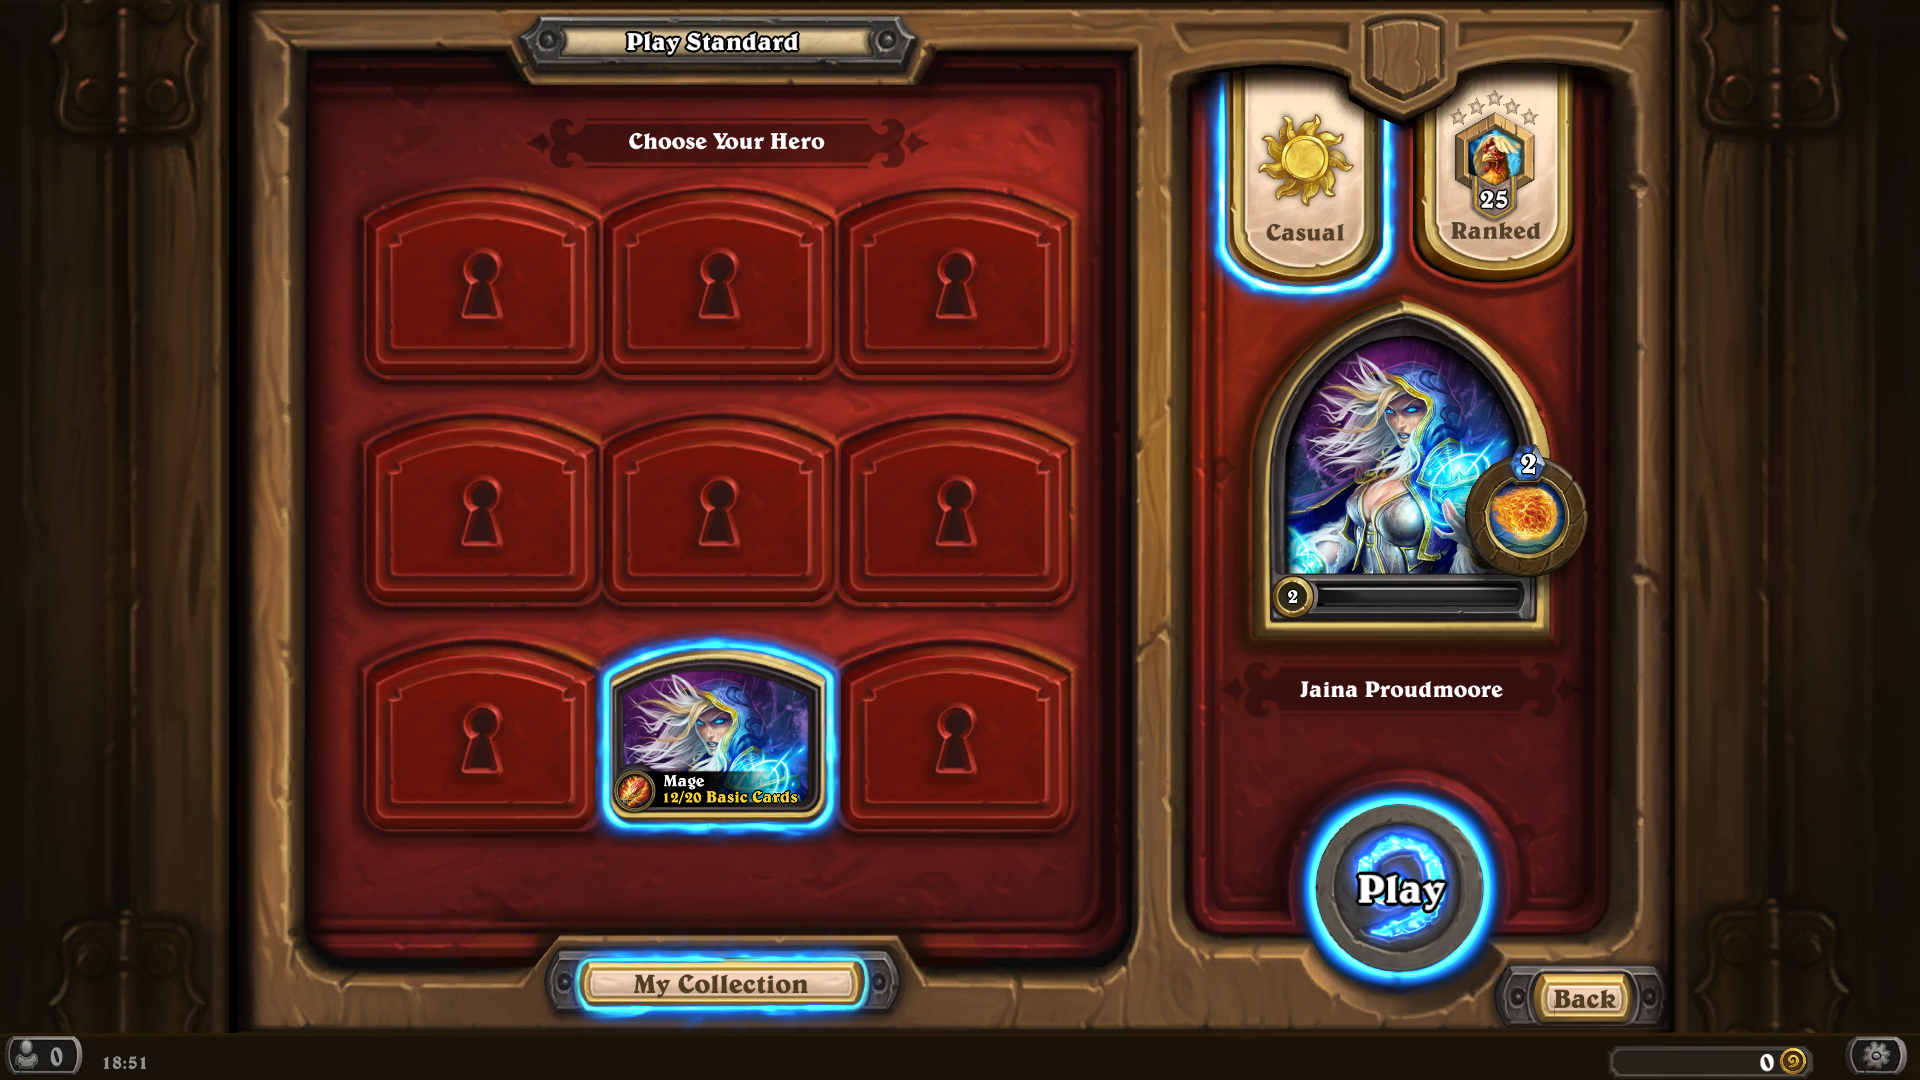 Play Standard
Choose Your Hero
Casual
25
Ranked
2
2
Jaina Proudmoore
Mage
12/20 Basic Cards
Play
My Collection
Back
0
18:51
0